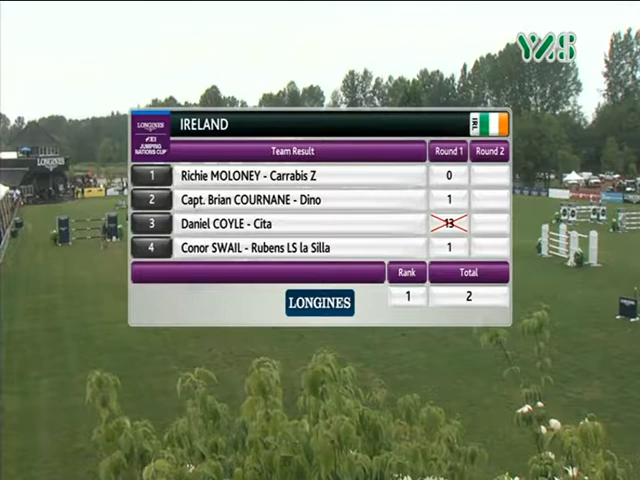 YZS
LONGINES
FEI
JUMPING
NATIONS CUP
IRELAND
IRL
Team Result Round 1 Round 2
1 Richie MOLONEY - Carrabis Z 0
2 Capt. Brian COURNANE - Dino 1
3 Daniel COYLE - Cita 13
4 Conor SWAIL - Rubens LS la Silla 1
Rank Total
LONGINES 1 2
LONGINES